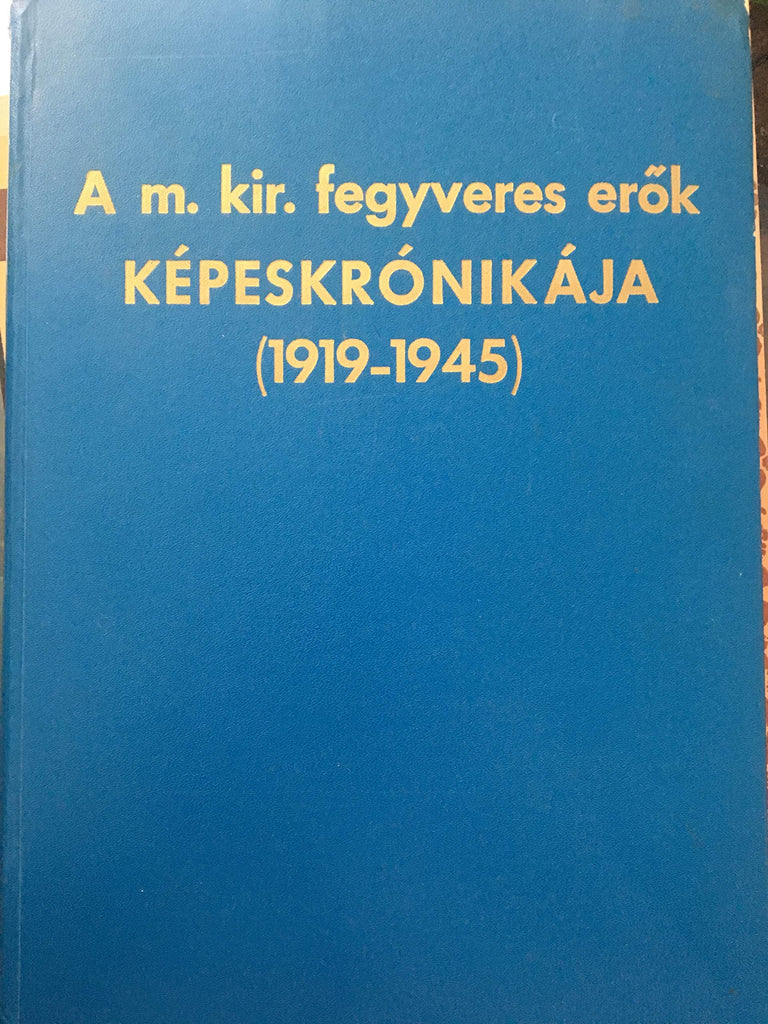 A m. kir. fegyveres erők
KÉPESKRÓNIKÁJA
(1919-1945)